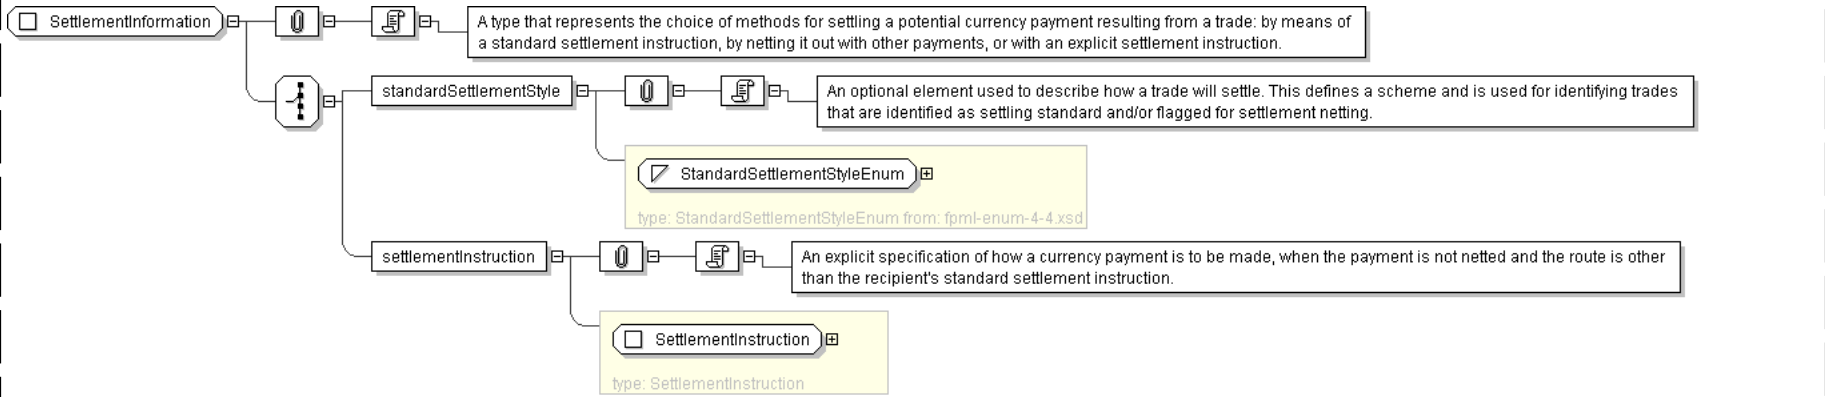 SettlementInformation
A type that represents the choice of methods for settling a potential currency payment resulting from a trade: by means of
a standard settlement instruction, by netting it out with other payments, or with an explicit settlement instruction.
standardSettlementStyle
An optional element used to describe how a trade will settle. This defines a scheme and is used for identifying trades
that are identified as settling standard and/or flagged for settlement netting.
StandardSettlementStyleEnum
type: StandardSettlementStyleEnum from: fpml-enum-4-4.xsd
settlementInstruction
An explicit specification of how a currency payment is to be made, when the payment is not netted and the route is other
than the recipient's standard settlement instruction.
SettlementInstruction
type: SettlementInstruction